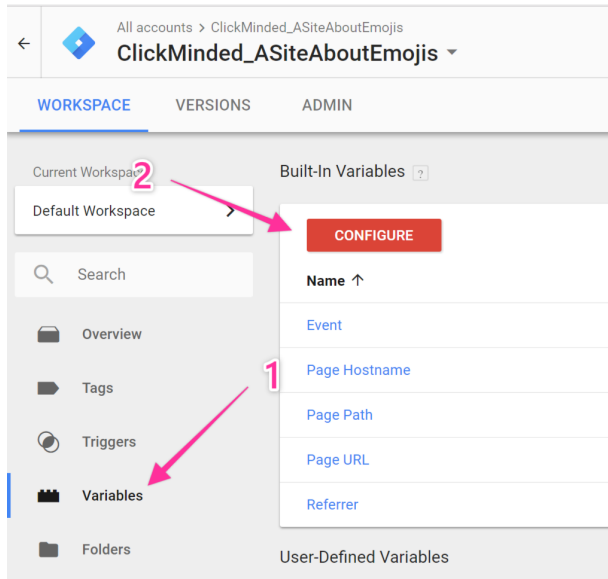 All accounts > ClickMinded_ASiteAboutEmojis
ClickMinded_ASiteAboutEmojis
WORKSPACE VERSIONS ADMIN
Current Workspace
2
Default Workspace
Search
Overview
Tags
Triggers
1
Variables
Folders
Built-In Variables ?
CONFIGURE
Name ↑
Event
Page Hostname
Page Path
Page URL
Referrer
User-Defined Variables